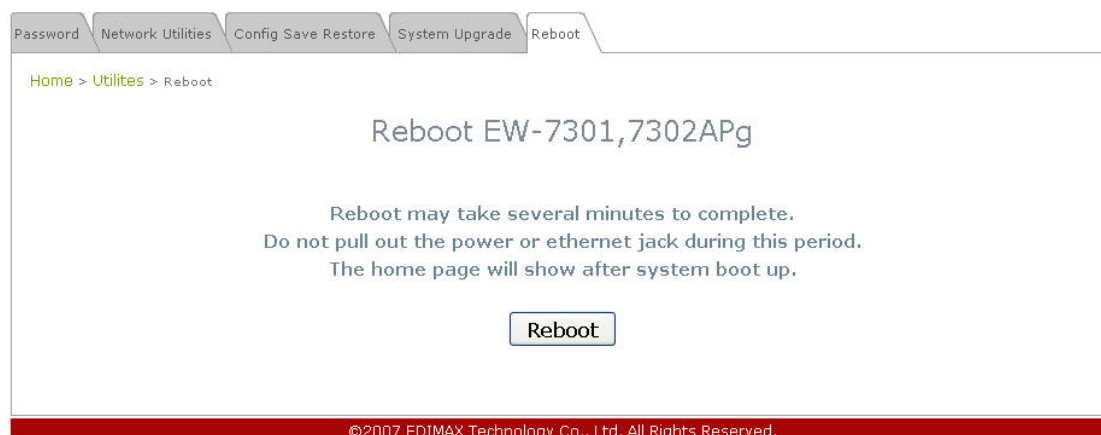 Password Network Utilities Config Save Restore System Upgrade Reboot
Home > Utilites > Reboot
Reboot EW-7301,7302APg
Reboot may take several minutes to complete.
Do not pull out the power or ethernet jack during this period.
The home page will show after system boot up.
Reboot
©2007 EDIMAX Technology Co., Ltd. All Rights Reserved.